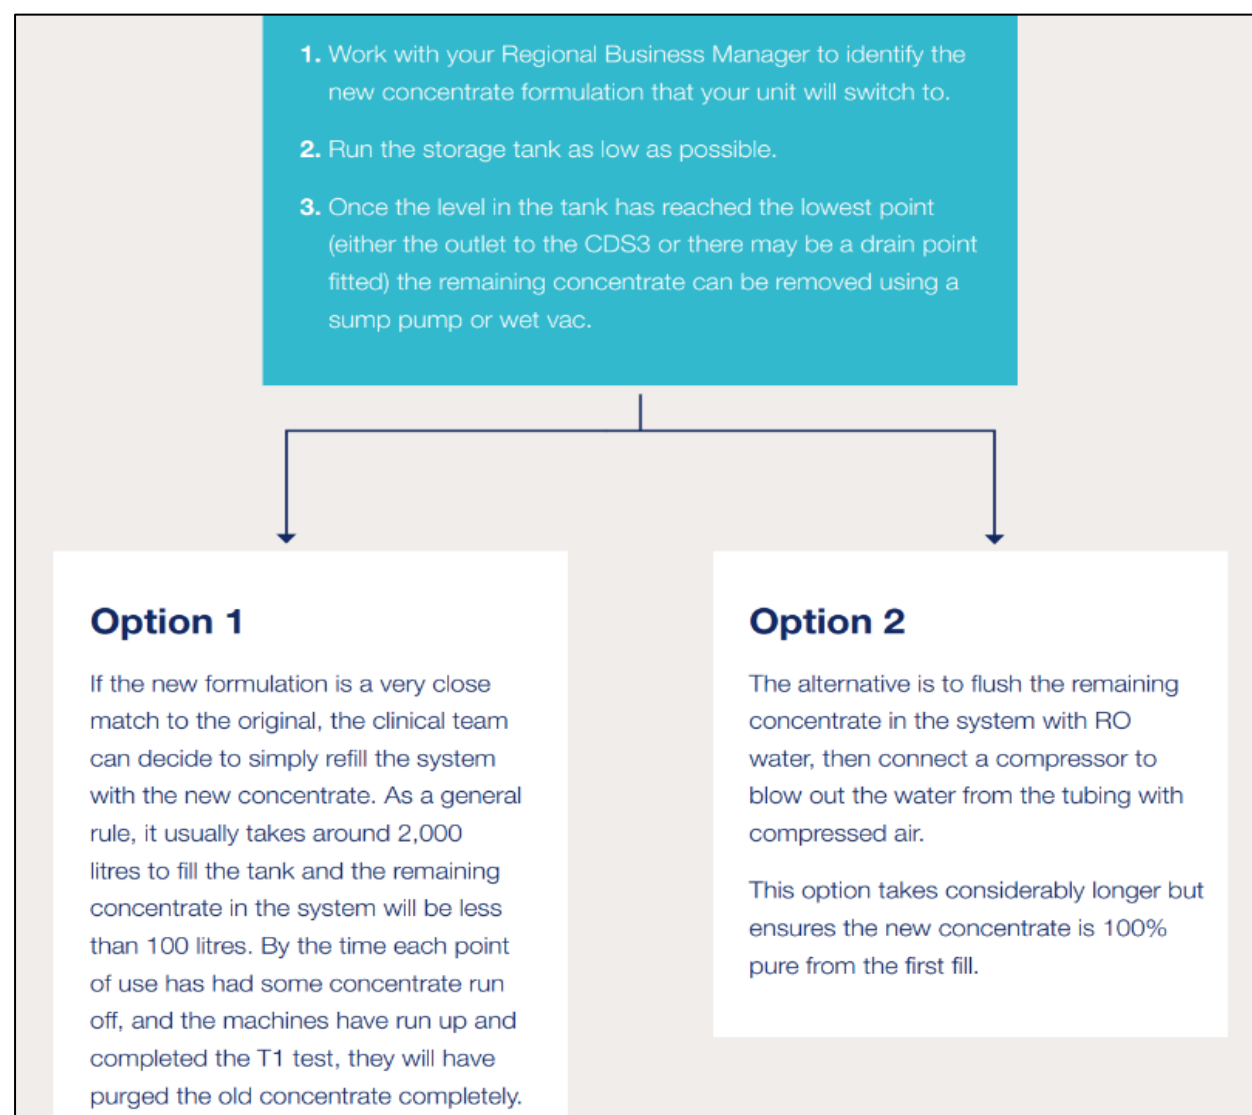 1. Work with your Regional Business Manager to identify the
new concentrate formulation that your unit will switch to.
2. Run the storage tank as low as possible.
3. Once the level in the tank has reached the lowest point
(either the outlet to the CDS3 or there may be a drain point
fitted) the remaining concentrate can be removed using a
sump pump or wet vac.
Option 1
If the new formulation is a very close
match to the original, the clinical team
can decide to simply refill the system
with the new concentrate. As a general
rule, it usually takes around 2,000
litres to fill the tank and the remaining
concentrate in the system will be less
than 100 litres. By the time each point
of use has had some concentrate run
off, and the machines have run up and
completed the T1 test, they will have
purged the old concentrate completely.
Option 2
The alternative is to flush the remaining
concentrate in the system with RO
water, then connect a compressor to
blow out the water from the tubing with
compressed air.
This option takes considerably longer but
ensures the new concentrate is 100%
pure from the first fill.